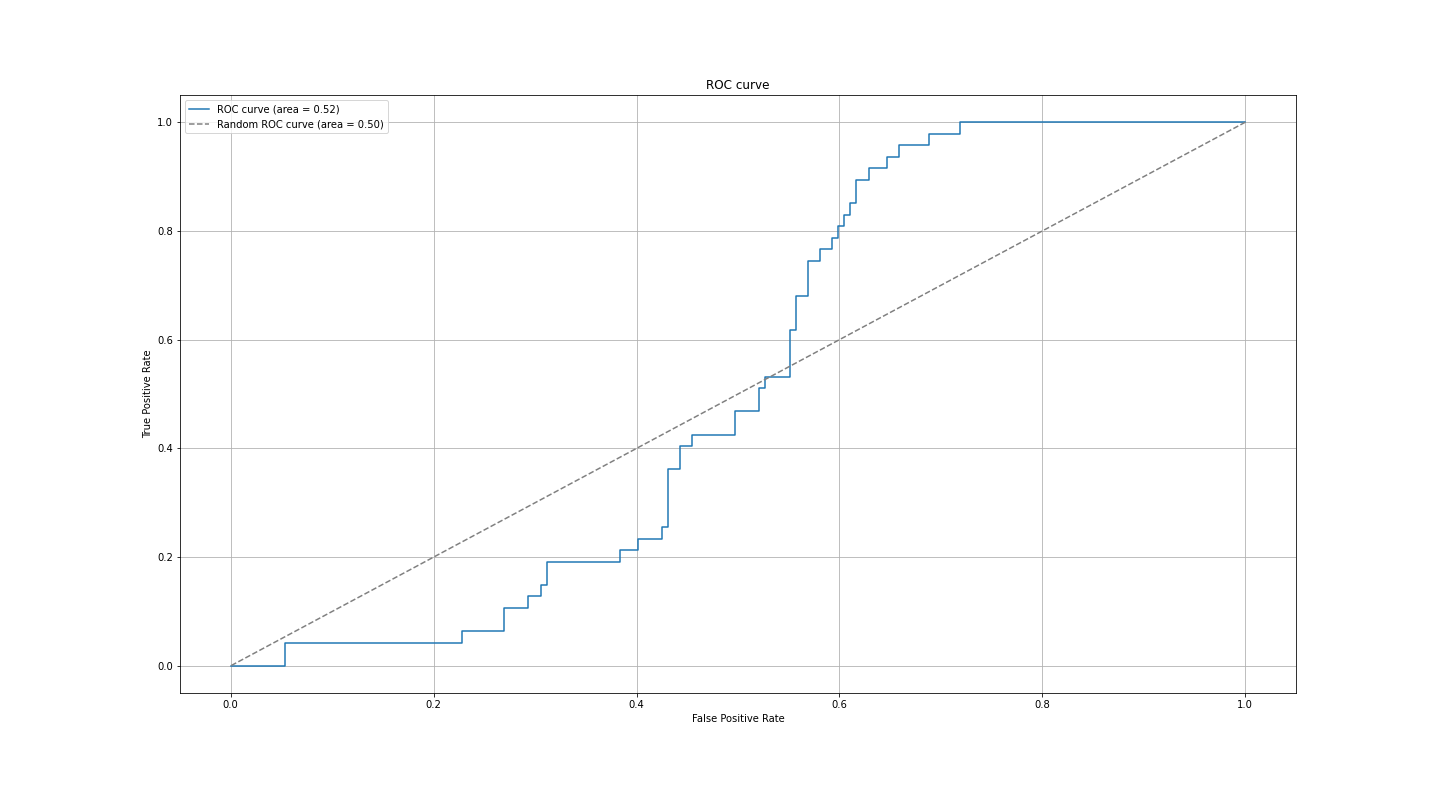 ROC curve
ROC curve (area = 0.52)
Random ROC curve (area = 0.50)
1.0
0.8
0.6
0.4
0.2
0.0
True Positive Rate
0.0 0.2 0.4 0.6 0.8 1.0
False Positive Rate